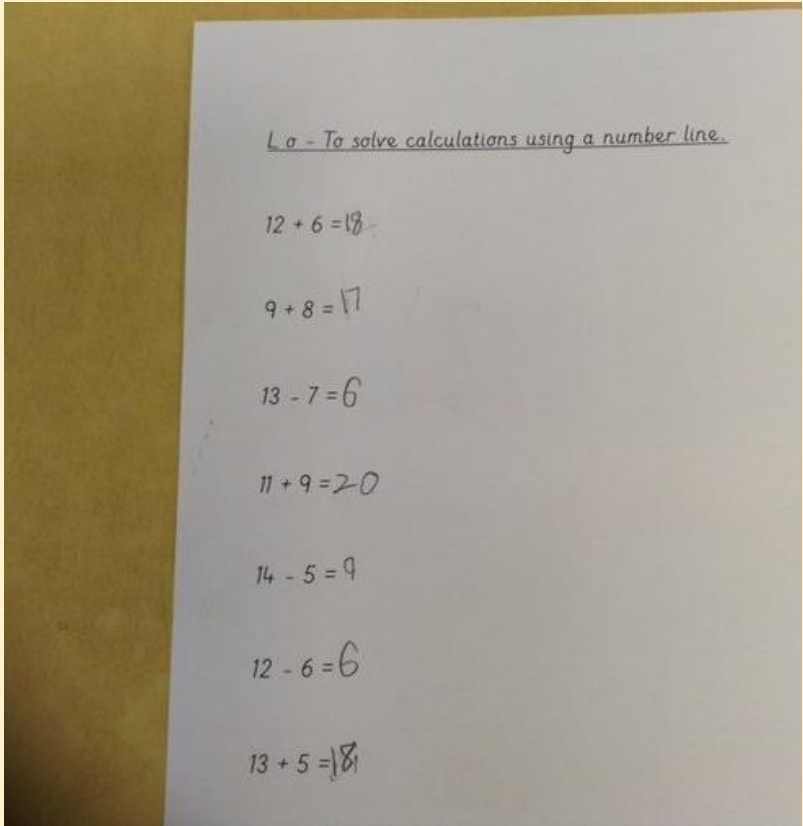 L o - To solve calculations using a number line.
12 + 6 = 18
9 + 8 = 17
13 - 7 = 6
11 + 9 = 20
14 - 5 = 9
12 - 6 = 6
13 + 5 = 18